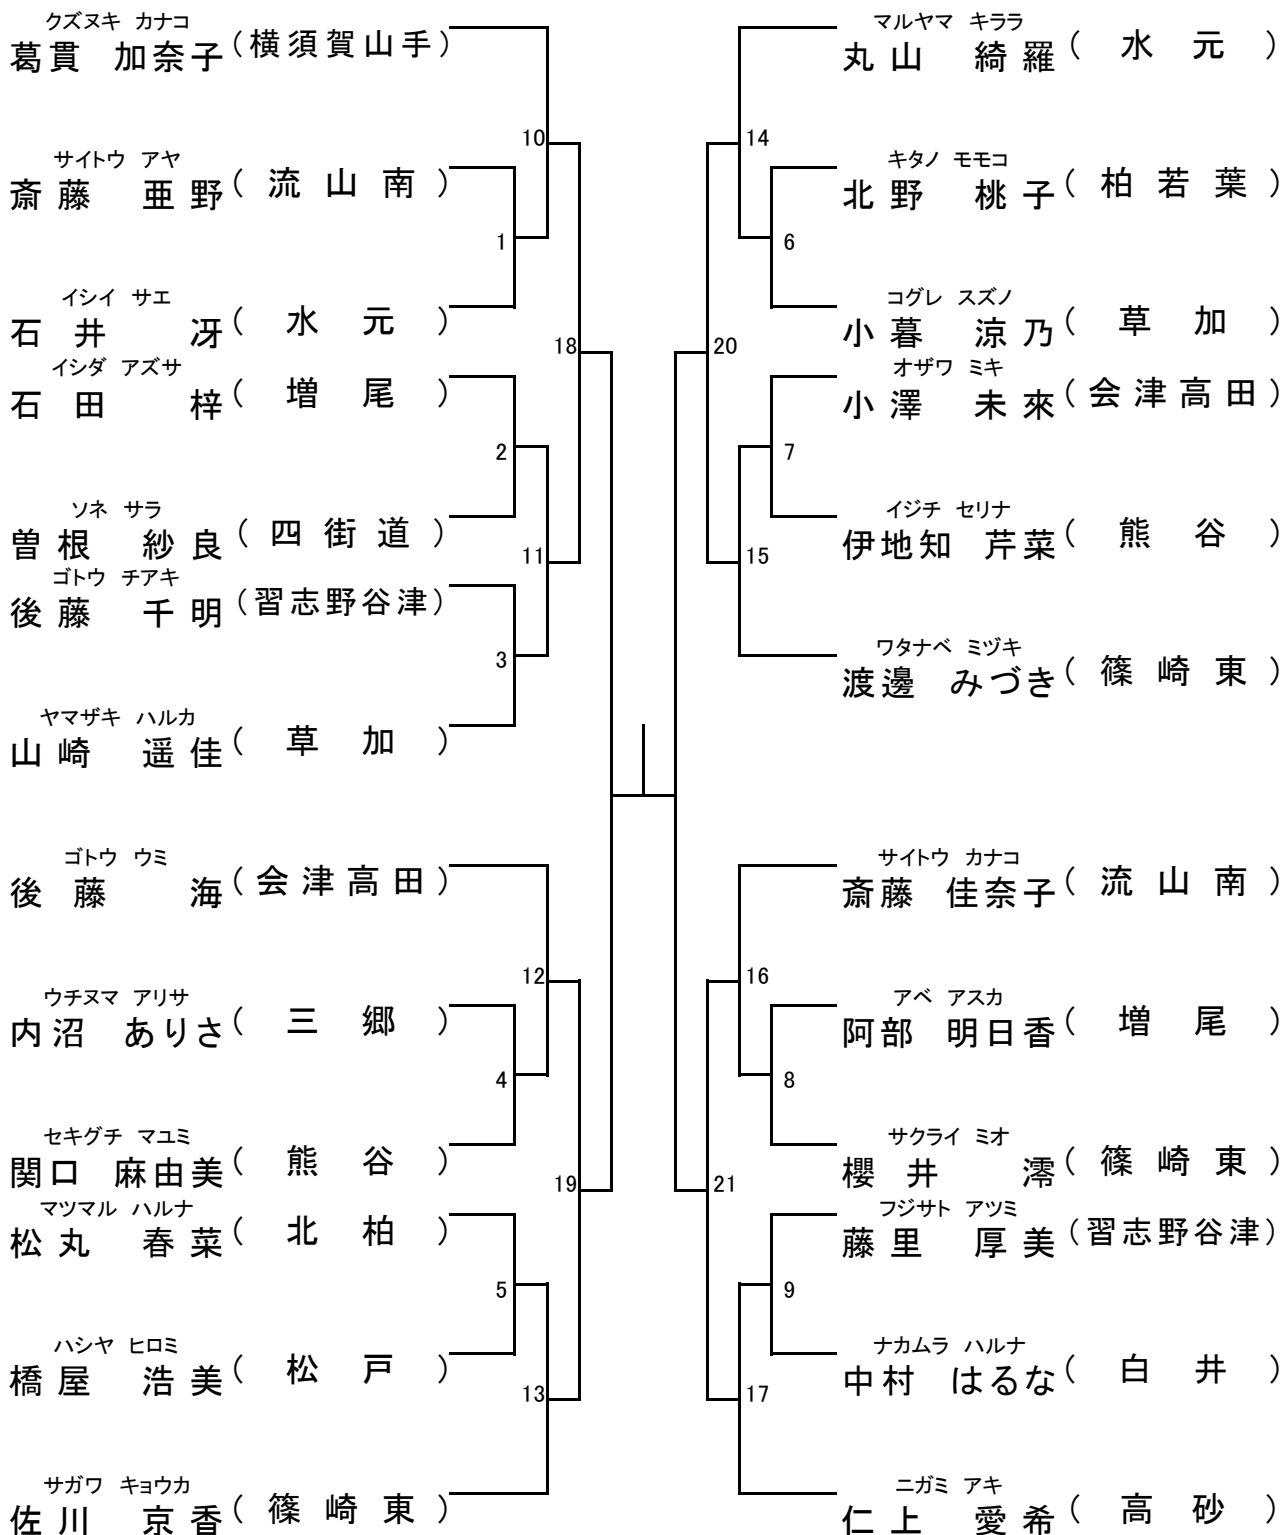 クズヌキ カナコ
葛貫 加奈子 (横須賀山手)
10
サイトウ アヤ
斎藤 亜野 (流山南)
1
イシイ サエ
石井 冴 (水元)
18
イシダ アズサ
石田 梓 (増尾)
2
ソネ サラ
曽根 紗良 (四街道)
11
ゴトウ チアキ
後藤 千明 (習志野谷津)
3
ヤマザキ ハルカ
山崎 遥佳 (草加)
ゴトウ ウミ
後藤 海 (会津高田)
12
ウチヌマ アリサ
内沼 ありさ (三郷)
4
セキグチ マユミ
関口 麻由美 (熊谷)
19
マツマル ハルナ
松丸 春菜 (北柏)
5
ハシヤ ヒロミ
橋屋 浩美 (松戸)
13
サガワ キョウカ
佐川 京香 (篠崎東)
マルヤマ キララ
丸山 綺羅 (水元)
14
キタノ モモコ
北野 桃子 (柏若葉)
6
コグレ スズノ
小暮 涼乃 (草加)
20
オザワ ミキ
小澤 未來 (会津高田)
7
イジチ セリナ
伊地知 芹菜 (熊谷)
15
ワタナベ ミヅキ
渡邊 みづき (篠崎東)
サイトウ カナコ
斎藤 佳奈子 (流山南)
16
アベ アスカ
阿部 明日香 (増尾)
8
サクライ ミオ
櫻井 澪 (篠崎東)
21
フジサト アツミ
藤里 厚美 (習志野谷津)
9
ナカムラ ハルナ
中村 はるな (白井)
17
ニガミ アキ
仁上 愛希 (高砂)